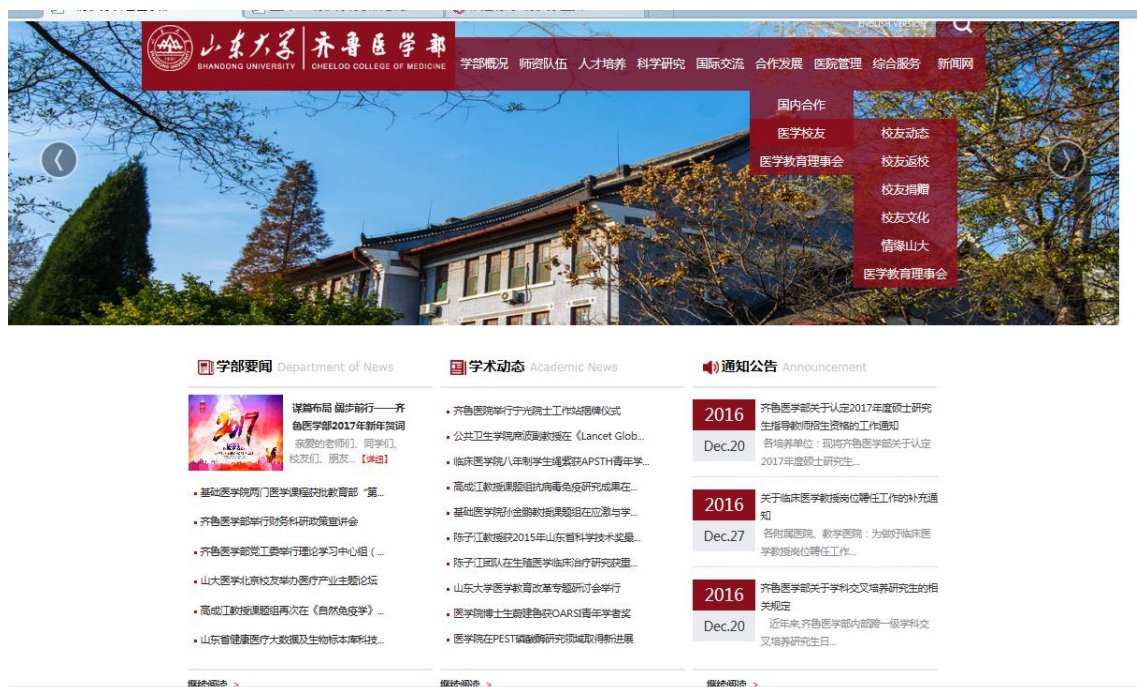 English Version
山东大学 齐鲁医学部
SHANDONG UNIVERSITY CHEELOO COLLEGE OF MEDICINE
学部概况 师资队伍 人才培养 科学研究 国际交流 合作发展 医院管理 综合服务 新闻网
国内合作
医学校友
医学教育理事会
校友动态
校友返校
校友捐赠
校友文化
情缘山大
医学教育理事会
学部要闻 Department of News
2017
谋篇布局 阔步前行——齐
鲁医学部2017年新年贺词
亲爱的老师们、同学们、
校友们、朋友...【详细】
基础医学院两门医学课程获批教育部“第...
齐鲁医学部举行财务科研政策宣讲会
齐鲁医学部党工委举行理论学习中心组（...
山大医学北京校友举办医疗产业主题论坛
高成江教授课题组再次在《自然免疫学》...
山东省健康医疗大数据及生物标本库科技...
继续阅读 >
学术动态 Academic News
齐鲁医院举行宁光院士工作站揭牌仪式
公共卫生学院席波副教授在《Lancet Glob...
临床医学院八年制学生绳絮获APSTH青年学...
高成江教授课题组抗病毒免疫研究成果在...
基础医学院孙金鹏教授课题组在应激与学...
陈子江教授获2015年山东省科学技术奖最...
陈子江团队在生殖医学临床治疗研究获重...
山东大学医学教育改革专题研讨会举行
医学院博士生颜建鲁获OARSI青年学者奖
医学院在PEST磷酸酶研究领域取得新进展
继续阅读 >
通知公告 Announcement
2016
Dec.20
齐鲁医学部关于认定2017年度硕士研究
生指导教师招生资格的工作通知
各培养单位：现将齐鲁医学部关于认定
2017年度硕士研究生...
2016
Dec.27
关于临床医学教授岗位聘任工作的补充通
知
各附属医院、教学医院：为做好临床医
学教授岗位聘任工作...
2016
Dec.20
齐鲁医学部关于学科交叉培养研究生的相
关规定
近年来,齐鲁医学部内部跨一级学科交
叉培养研究生日...
继续阅读 >